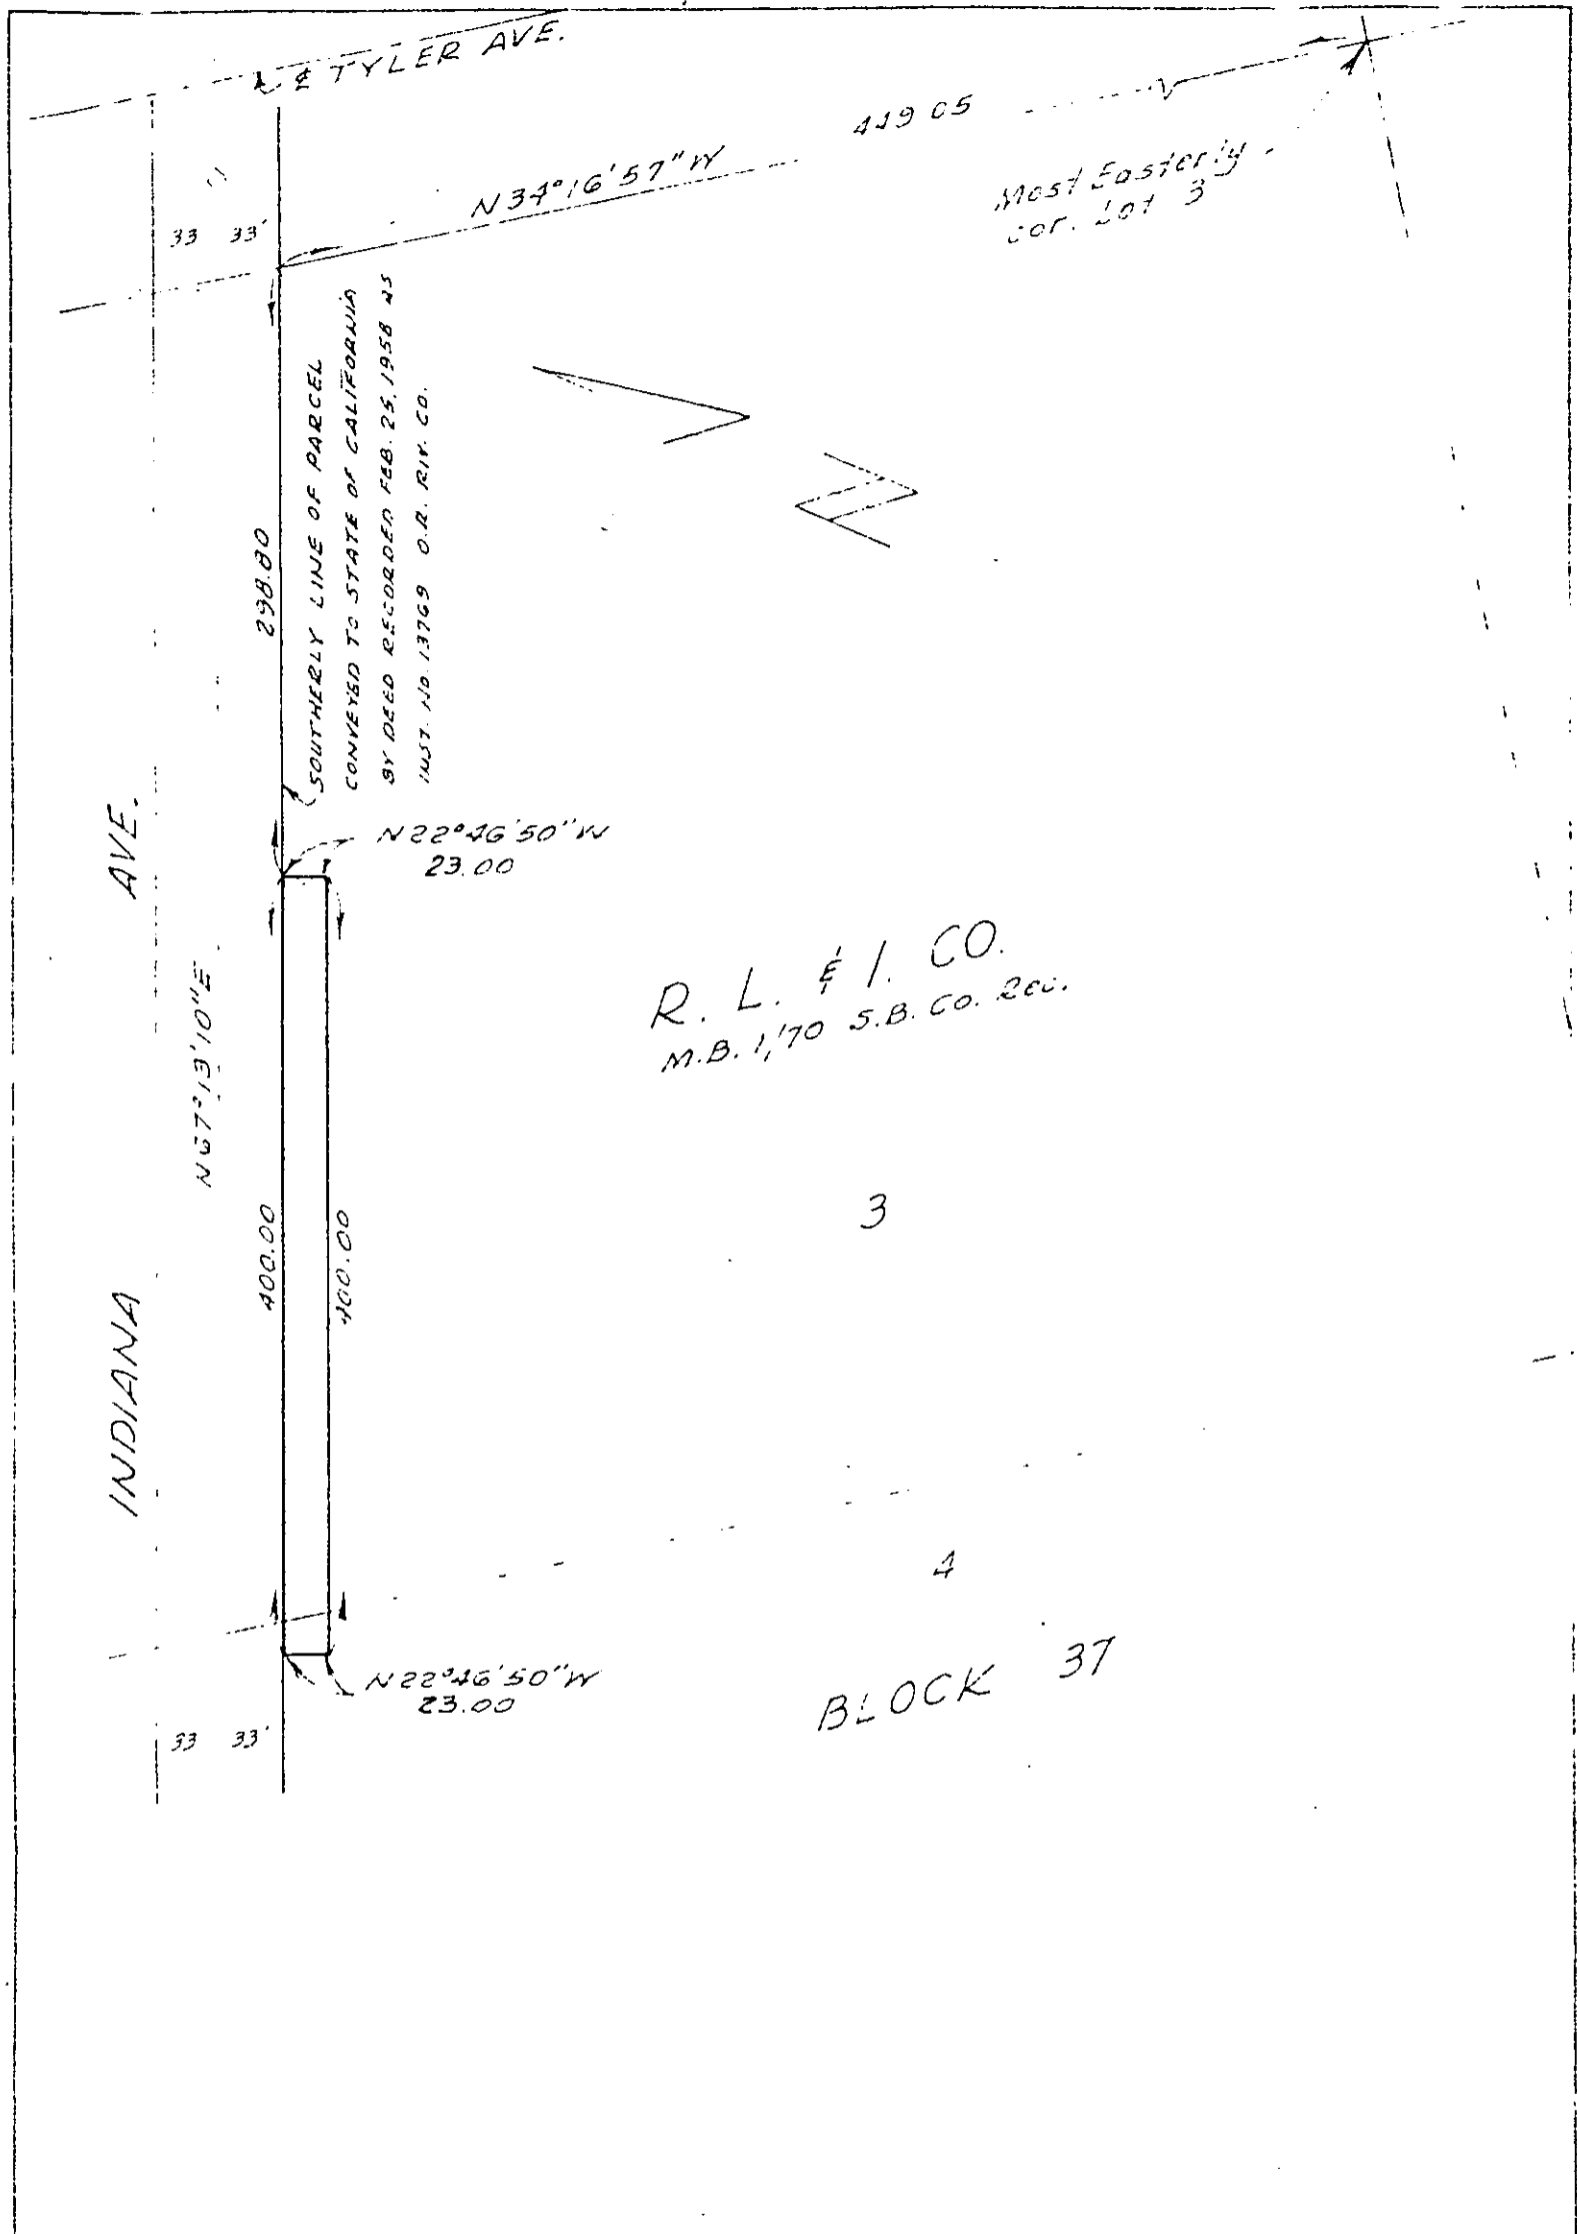 ℄ TYLER AVE.
449 05
N34°16'57"W
Most Easterly
cor. Lot 3
33 33'
298.80
SOUTHERLY LINE OF PARCEL
CONVEYED TO STATE OF CALIFORNIA
BY DEED RECORDED FEB. 25, 1958 AS
INST. NO. 13769 O.R. RIV. CO.
N22°46'50"W
23.00
INDIANA AVE.
N67°13'10"E
R. L. & I. CO.
M.B. 1/70 S.B. CO. Rec.
3
400.00
400.00
4
N22°46'50"W
23.00
BLOCK 37
33 33'